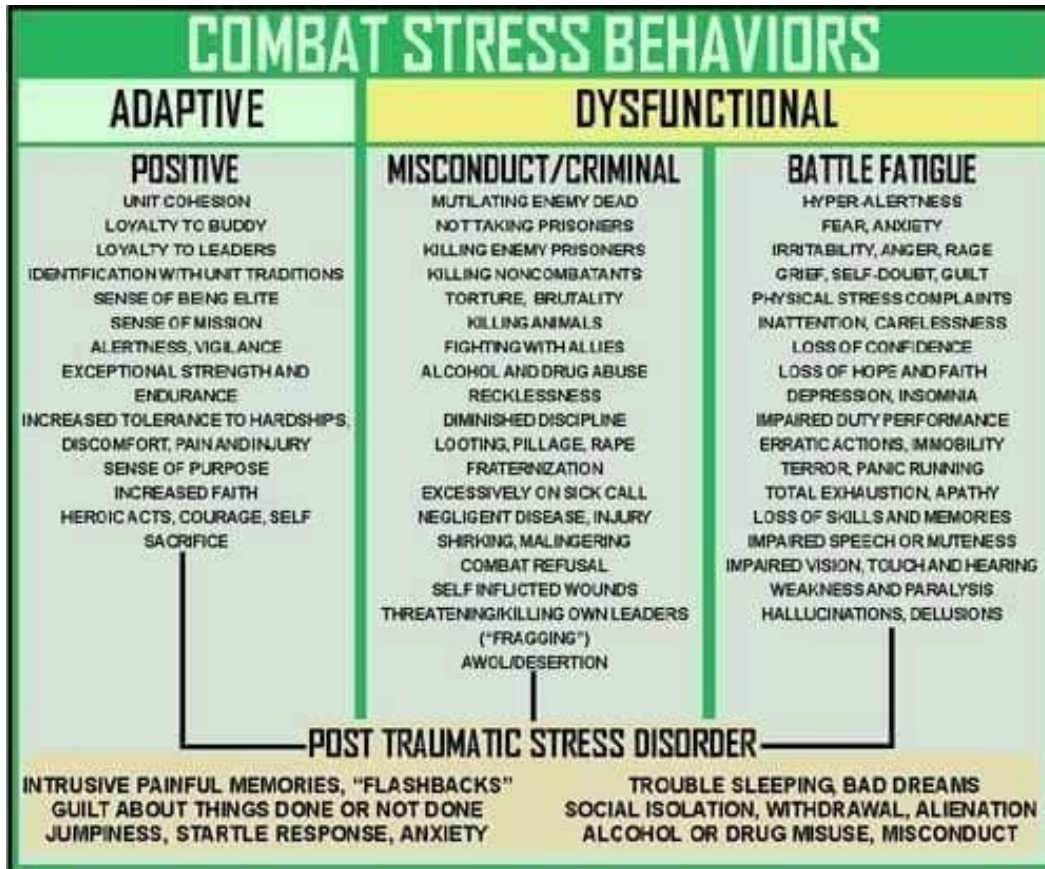 COMBAT STRESS BEHAVIORS
ADAPTIVE
DYSFUNCTIONAL
POSITIVE
UNIT COHESION
LOYALTY TO BUDDY
LOYALTY TO LEADERS
IDENTIFICATION WITH UNIT TRADITIONS
SENSE OF BEING ELITE
SENSE OF MISSION
ALERTNESS, VIGILANCE
EXCEPTIONAL STRENGTH AND
ENDURANCE
INCREASED TOLERANCE TO HARDSHIPS,
DISCOMFORT, PAIN AND INJURY
SENSE OF PURPOSE
INCREASED FAITH
HEROIC ACTS, COURAGE, SELF
SACRIFICE
MISCONDUCT/CRIMINAL
MUTILATING ENEMY DEAD
NOT TAKING PRISONERS
KILLING ENEMY PRISONERS
KILLING NONCOMBATANTS
TORTURE, BRUTALITY
KILLING ANIMALS
FIGHTING WITH ALLIES
ALCOHOL AND DRUG ABUSE
RECKLESSNESS
DIMINISHED DISCIPLINE
LOOTING, PILLAGE, RAPE
FRATERNIZATION
EXCESSIVELY ON SICK CALL
NEGLIGENT DISEASE, INJURY
SHIRKING, MALINGERING
COMBAT REFUSAL
SELF INFLICTED WOUNDS
THREATENING/KILLING OWN LEADERS
("FRAGGING")
AWOL/DESERTION
BATTLE FATIGUE
HYPER-ALERTNESS
FEAR, ANXIETY
IRRITABILITY, ANGER, RAGE
GRIEF, SELF-DOUBT, GUILT
PHYSICAL STRESS COMPLAINTS
INATTENTION, CARELESSNESS
LOSS OF CONFIDENCE
LOSS OF HOPE AND FAITH
DEPRESSION, INSOMNIA
IMPAIRED DUTY PERFORMANCE
ERRATIC ACTIONS, IMMOBILITY
TERROR, PANIC RUNNING
TOTAL EXHAUSTION, APATHY
LOSS OF SKILLS AND MEMORIES
IMPAIRED SPEECH OR MUTENESS
IMPAIRED VISION, TOUCH AND HEARING
WEAKNESS AND PARALYSIS
HALLUCINATIONS, DELUSIONS
POST TRAUMATIC STRESS DISORDER
INTRUSIVE PAINFUL MEMORIES, "FLASHBACKS"
GUILT ABOUT THINGS DONE OR NOT DONE
JUMPINESS, STARTLE RESPONSE, ANXIETY
TROUBLE SLEEPING, BAD DREAMS
SOCIAL ISOLATION, WITHDRAWAL, ALIENATION
ALCOHOL OR DRUG MISUSE, MISCONDUCT